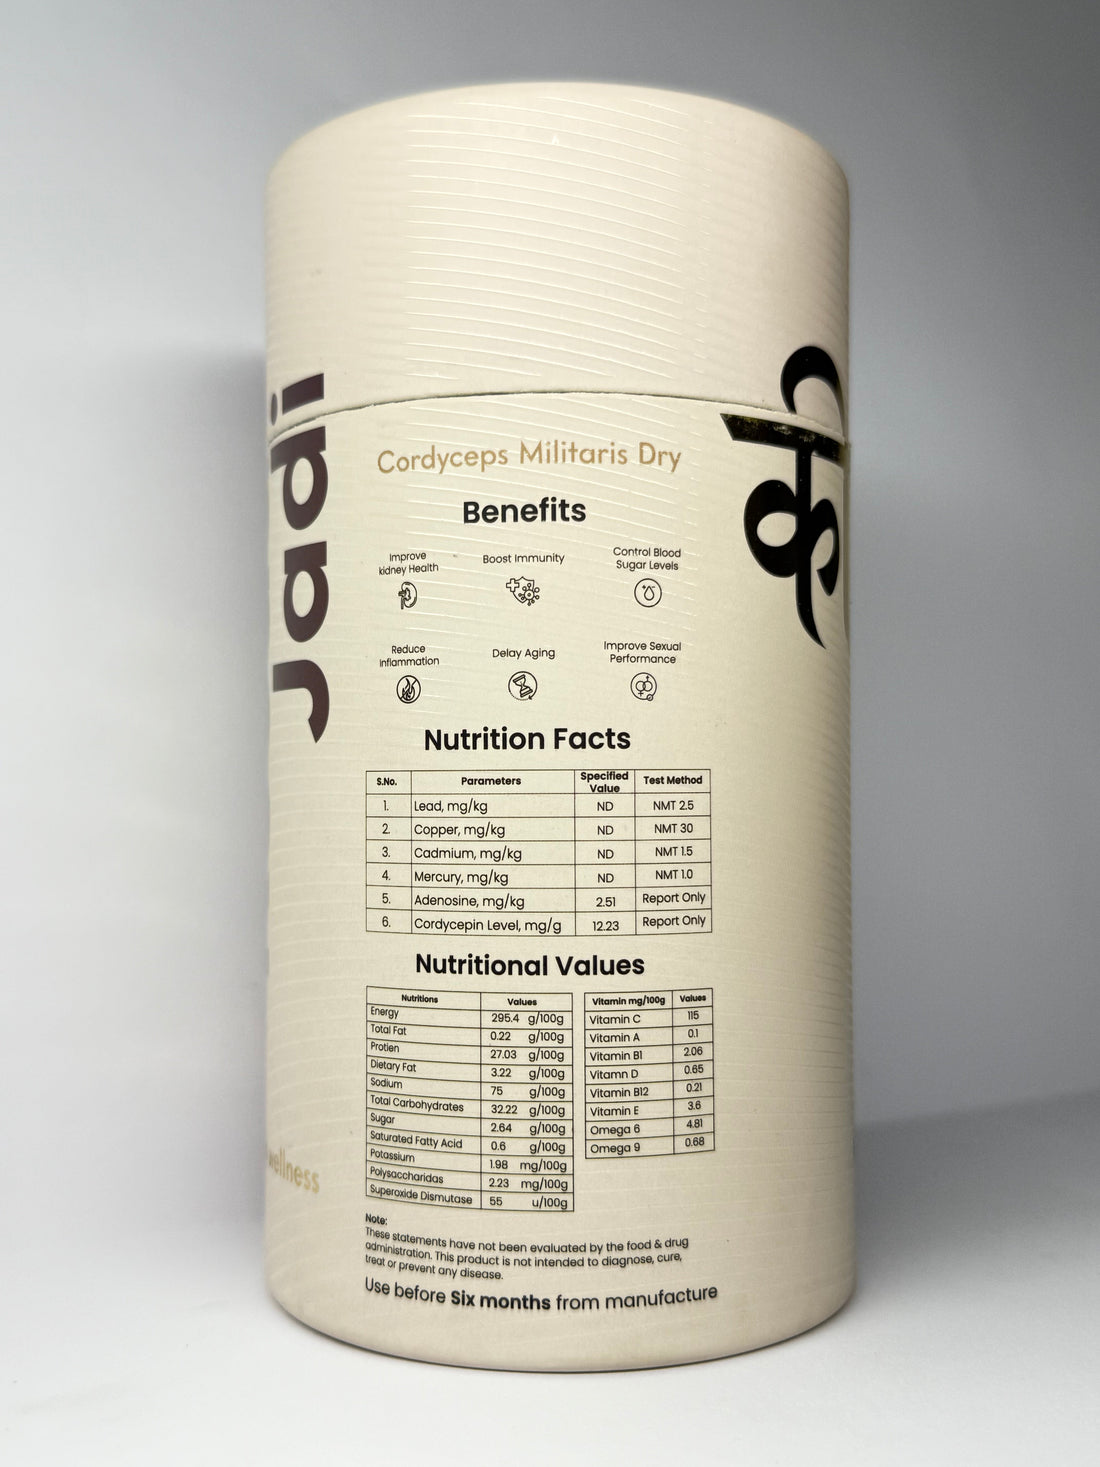 Jadi
Cordyceps Militaris Dry
Benefits
Improve
kidney Health
Boost Immunity
Control Blood
Sugar Levels
Reduce
inflammation
Delay Aging
Improve Sexual
Performance
Nutrition Facts
S.No. Parameters Specified Value Test Method
1. Lead, mg/kg ND NMT 2.5
2. Copper, mg/kg ND NMT 30
3. Cadmium, mg/kg ND NMT 1.5
4. Mercury, mg/kg ND NMT 1.0
5. Adenosine, mg/kg 2.51 Report Only
6. Cordycepin Level, mg/g 12.23 Report Only
Nutritional Values
Nutritions Values
Energy 295.4 g/100g
Total Fat 0.22 g/100g
Protien 27.03 g/100g
Dietary Fat 3.22 g/100g
Sodium 75 g/100g
Total Carbohydrates 32.22 g/100g
Sugar 2.64 g/100g
Saturated Fatty Acid 0.6 g/100g
Potassium 1.98 mg/100g
Polysaccharidas 2.23 mg/100g
Superoxide Dismutase 55 u/100g
Vitamin mg/100g Values
Vitamin C 115
Vitamin A 0.1
Vitamin B1 2.06
Vitamn D 0.65
Vitamin B12 0.21
Vitamin E 3.6
Omega 6 4.81
Omega 9 0.68
wellness
Note:
These statements have not been evaluated by the food & drug
administration. This product is not intended to diagnose, cure,
treat or prevent any disease.
Use before Six months from manufacture